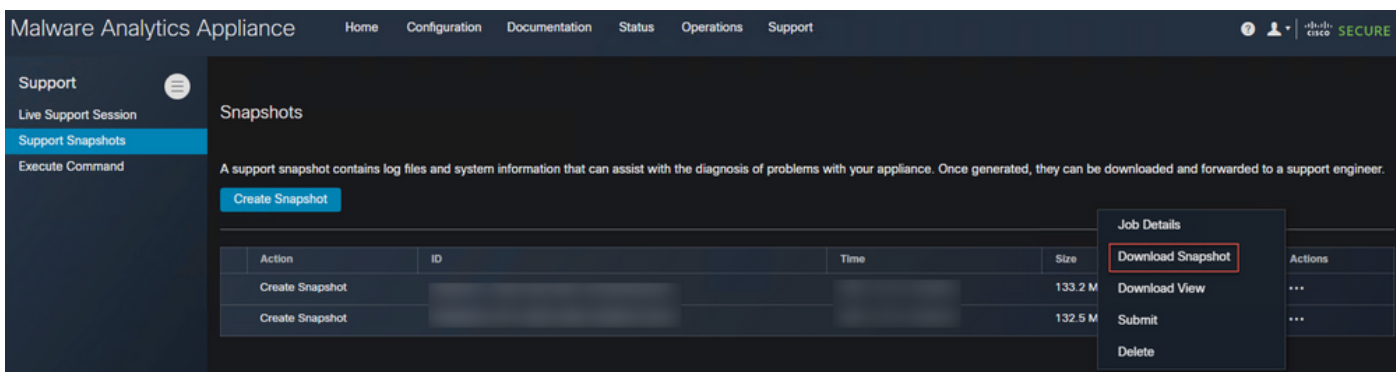 Malware Analytics Appliance Home Configuration Documentation Status Operations Support ? cisco SECURE
Support
Live Support Session
Support Snapshots
Execute Command
Snapshots
A support snapshot contains log files and system information that can assist with the diagnosis of problems with your appliance. Once generated, they can be downloaded and forwarded to a support engineer.
Create Snapshot
Action ID Time Size Actions
Create Snapshot 133.2 M ...
Create Snapshot 132.5 M ...
Job Details
Download Snapshot
Download View
Submit
Delete